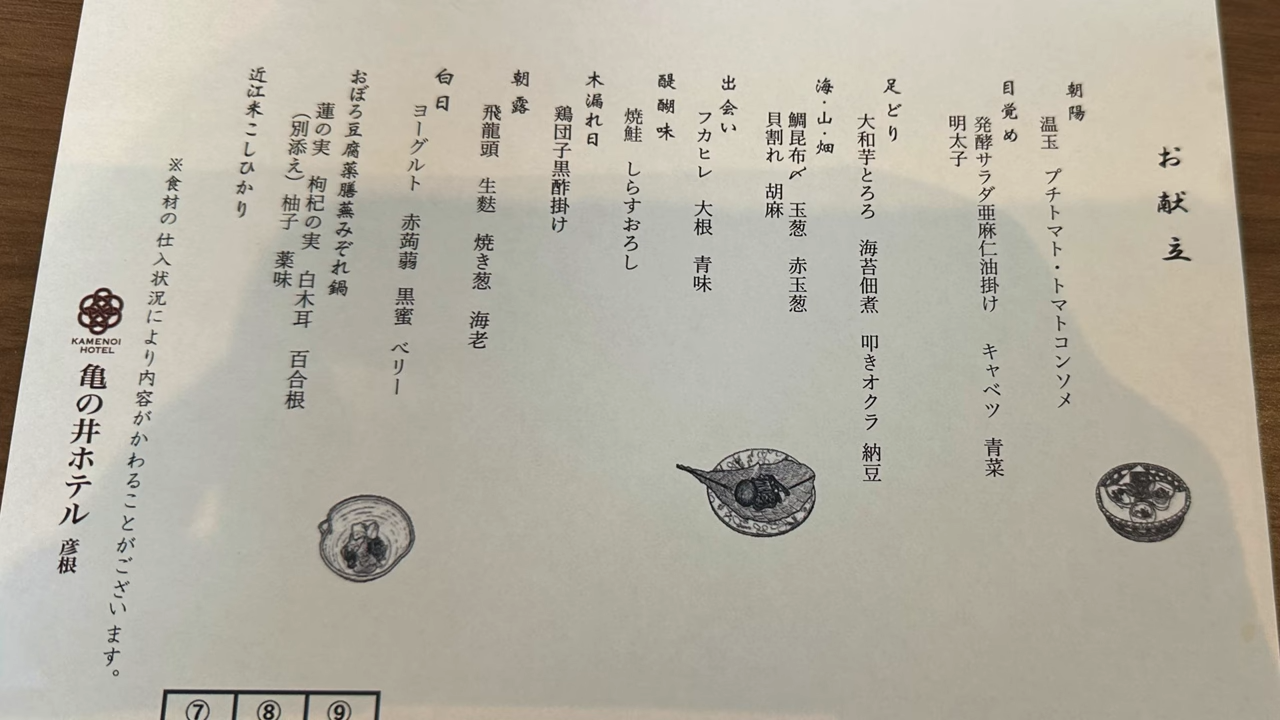 お献立
朝陽
温玉　プチトマト・トマトコンソメ
目覚め
発酵サラダ亜麻仁油掛け　キャベツ　青菜
明太子
足どり
大和芋とろろ　海苔佃煮　叩きオクラ　納豆
海・山・畑
鯛昆布〆　玉葱　赤玉葱
貝割れ　胡麻
出会い
フカヒレ　大根　青味
醍醐味
焼鮭　しらすおろし
木漏れ日
鶏団子黒酢掛け
朝露
飛龍頭　生麩　焼き葱　海老
白日
ヨーグルト　赤蒟蒻　黒蜜　ベリー
おぼろ豆腐薬膳蕪みぞれ鍋
蓮の実　枸杞の実　白木耳　百合根
（別添え）柚子　薬味
近江米こしひかり
※食材の仕入状況により内容がかわることがございます。
KAMENOI
HOTEL
亀の井ホテル 彦根
⑦ ⑧ ⑨